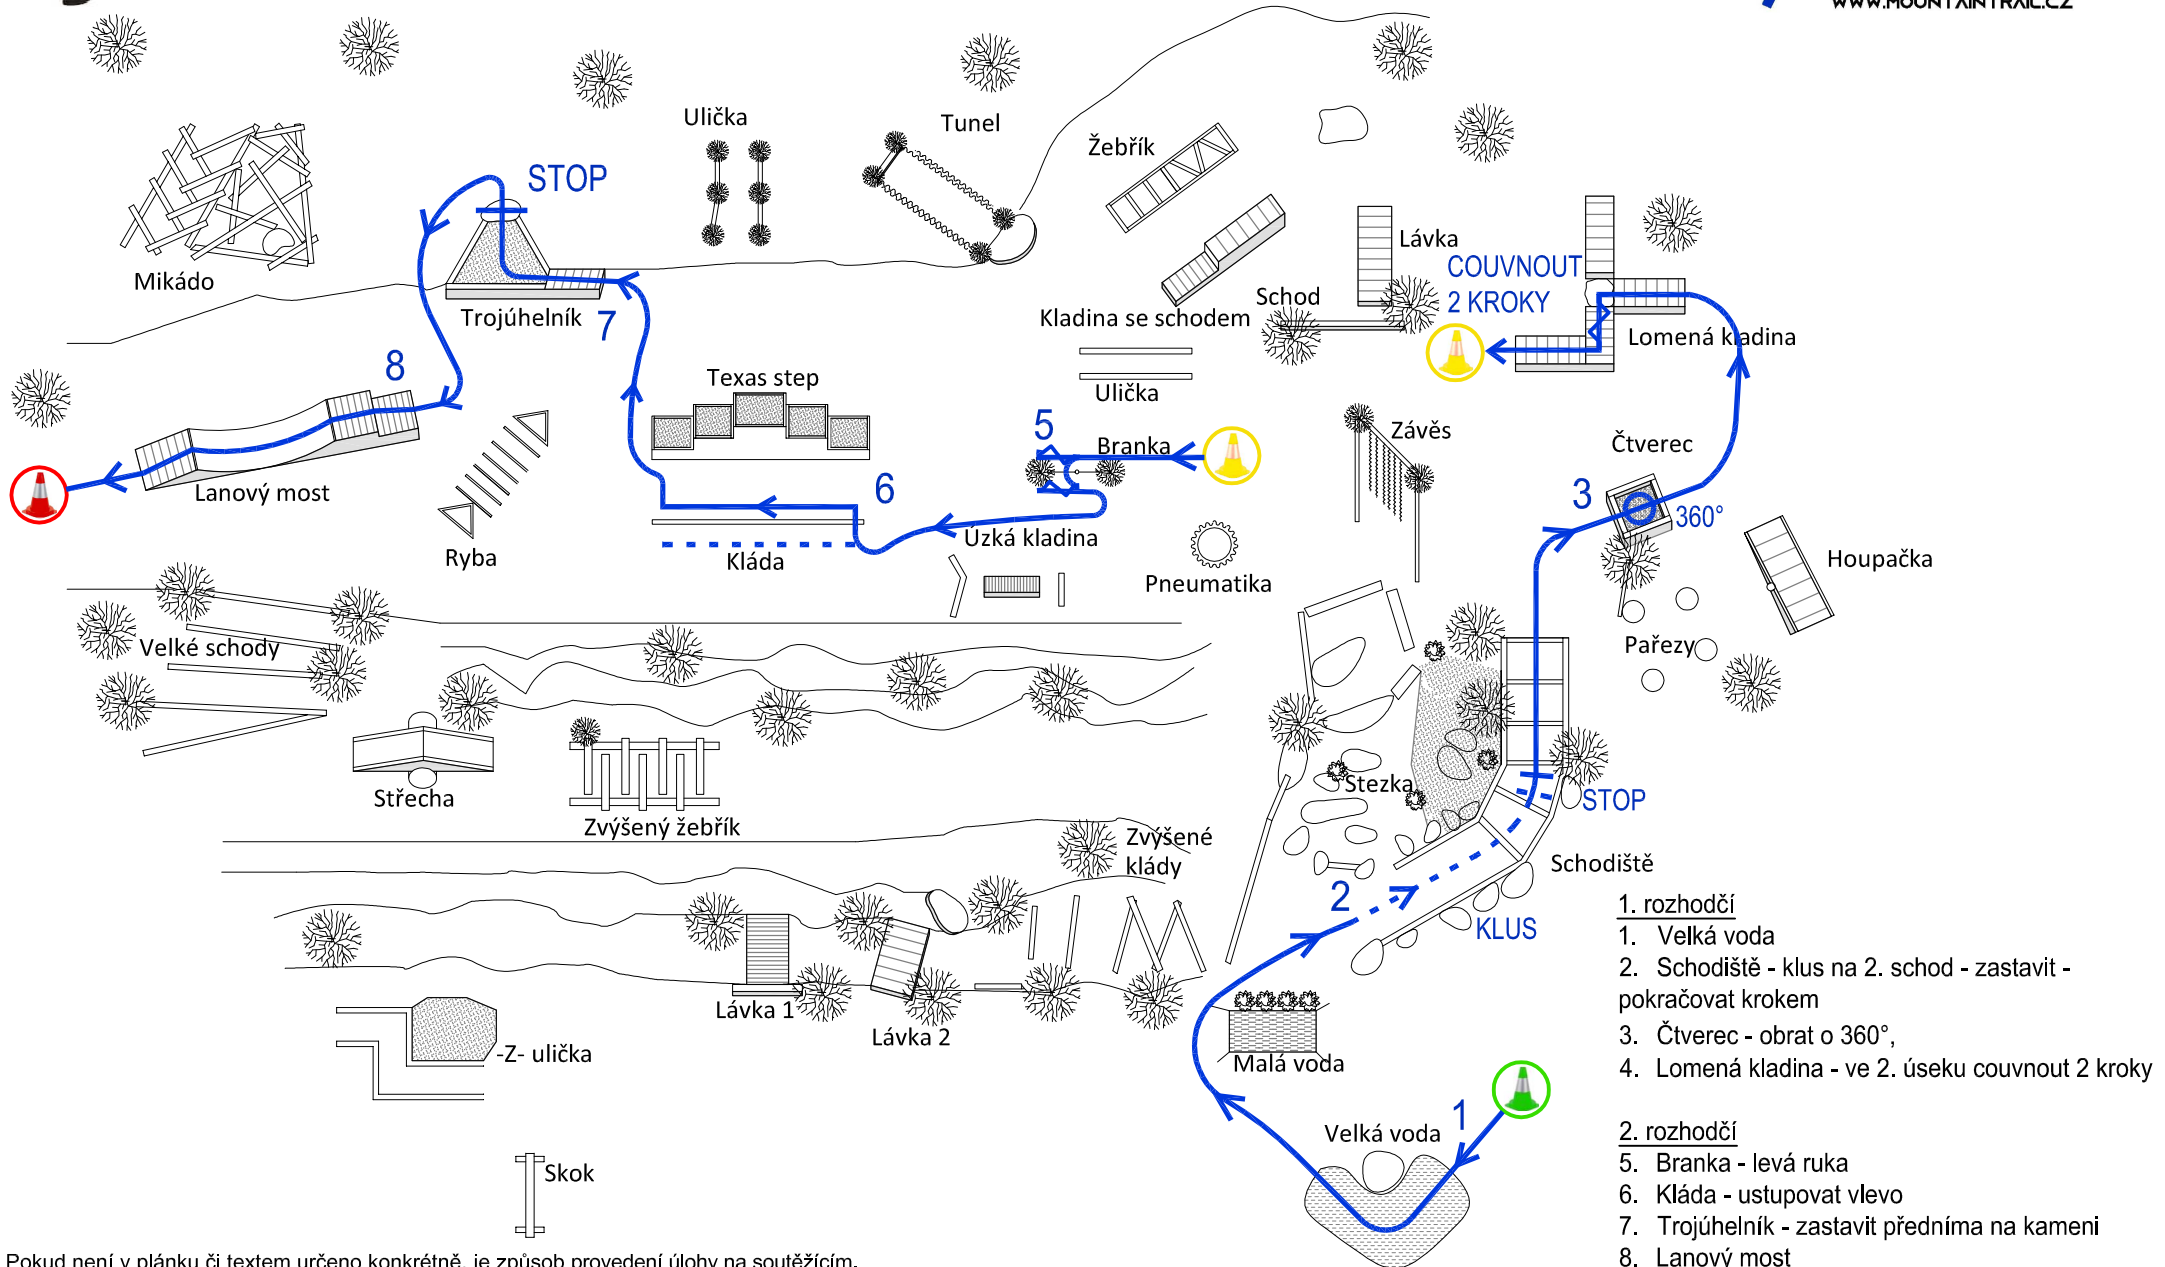 WWW.MOUNTAINTRAIL.CZ
Ulička
Tunel
Žebřík
STOP
Mikádo
Trojúhelník
7
Lávka
COUVNOUT
2 KROKY
Schod
Kladina se schodem
Lomená kladina
8
Texas step
Ulička
5
Branka
Závěs
Čtverec
3
360°
Lanový most
6
Úzká kladina
Ryba
Kláda
Pneumatika
Houpačka
Velké schody
Pařezy
Střecha
Zvýšený žebřík
Stezka
STOP
Zvýšené
klády
Schodiště
2
KLUS
Lávka 1
Lávka 2
-Z- ulička
Malá voda
1
Velká voda
Skok
1. rozhodčí
1. Velká voda
2. Schodiště - klus na 2. schod - zastavit -
pokračovat krokem
3. Čtverec - obrat o 360°,
4. Lomená kladina - ve 2. úseku couvnout 2 kroky
2. rozhodčí
5. Branka - levá ruka
6. Kláda - ustupovat vlevo
7. Trojúhelník - zastavit předníma na kameni
8. Lanový most
Pokud není v plánku či textem určeno konkrétně, je způsob provedení úlohy na soutěžícím.